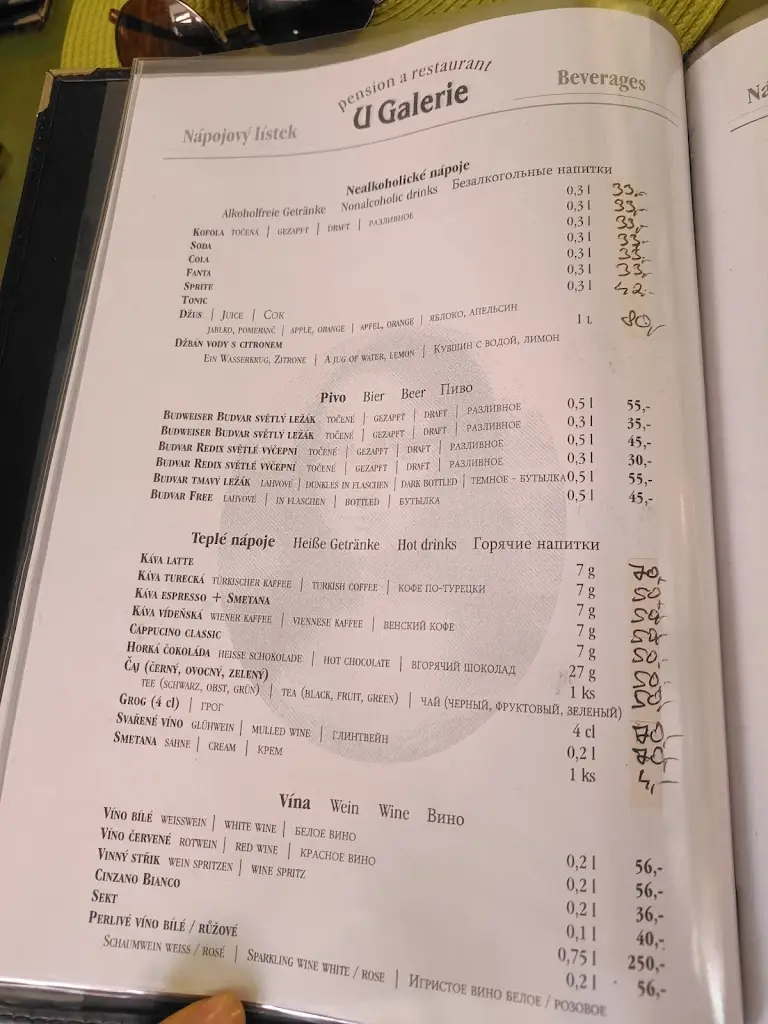 pension a restaurant
U Galerie
Nápojový lístek
Beverages
Ná
Nealkoholické nápoje
Alkoholfreie Getränke Nonalcoholic drinks Безалкогольные напитки
Kofola točená | gezapft | draft | разливное 0,3 l 33,-
Soda 0,3 l 33,-
Cola 0,3 l 33,-
Fanta 0,3 l 33,-
Sprite 0,3 l 33,-
Tonic 0,3 l 33,-
Džus | Juice | Сок 0,3 l 42,-
jablko, pomeranč | apple, orange | apfel, orange | яблоко, апельсин
Džbán vody s citronem 1 l 80,-
Ein Wasserkrug, Zitrone | A jug of water, lemon | Кувшин с водой, лимон
Pivo Bier Beer Пиво
Budweiser Budvar světlý ležák točené | gezapft | draft | разливное 0,5 l 55,-
Budweiser Budvar světlý ležák točené | gezapft | draft | разливное 0,3 l 35,-
Budvar Redix světlé výčepní točené | gezapft | draft | разливное 0,5 l 45,-
Budvar Redix světlé výčepní točené | gezapft | draft | разливное 0,3 l 30,-
Budvar tmavý ležák lahvové | dunkles in flaschen | dark bottled | темное - бутылка 0,5 l 55,-
Budvar Free lahvové | in flaschen | bottled | бутылка 0,5 l 45,-
Teplé nápoje Heiße Getränke Hot drinks Горячие напитки
Káva latte 7 g 70,-
Káva turecká türkischer kaffee | turkish coffee | кофе по-турецки 7 g
Káva espresso + Smetana 7 g
Káva vídeňská wiener kaffee | viennese kaffee | венский кофе 7 g
Cappucino classic 7 g
Horká čokoláda heisse schokolade | hot chocolate | вгорячий шоколад 27 g
Čaj (černý, ovocný, zelený) 1 ks
tee (schwarz, obst, grün) | tea (black, fruit, green) | чай (черный, фруктовый, зеленый)
Grog (4 cl) | грог 4 cl 70,-
Svařené víno glühwein | mulled wine | глинтвейн 0,2 l 70,-
Smetana sahne | cream | крем 1 ks 4,-
Vína Wein Wine Вино
Víno bílé weisswein | white wine | белое вино 0,2 l 56,-
Víno červené rotwein | red wine | красное вино 0,2 l 56,-
Vinný střik wein spritzen | wine spritz 0,2 l 36,-
Cinzano Bianco 0,1 l 40,-
Sekt 0,75 l 250,-
Perlivé víno bílé / růžové 0,2 l 56,-
Schaumwein weiss / rosé | Sparkling wine white / rose | Игристое вино белое / розовое